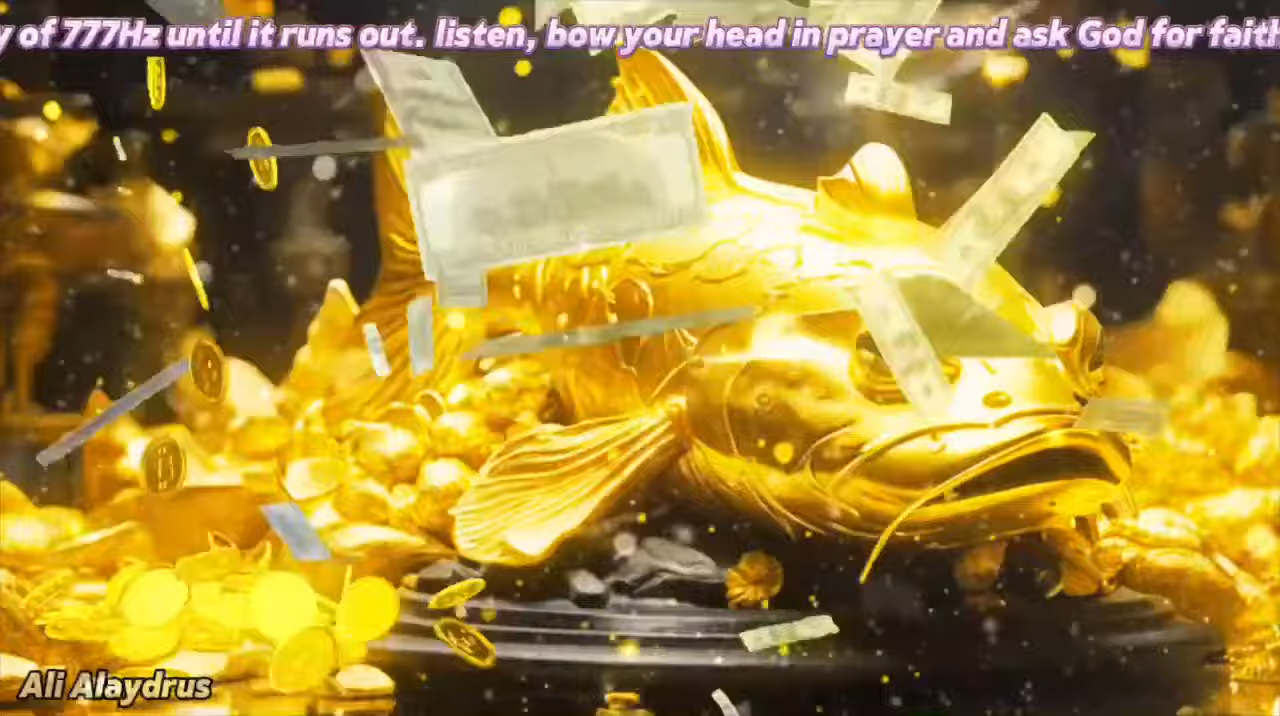 y of 777Hz until it runs out. listen, bow your head in prayer and ask God for faith
Ali Alaydrus